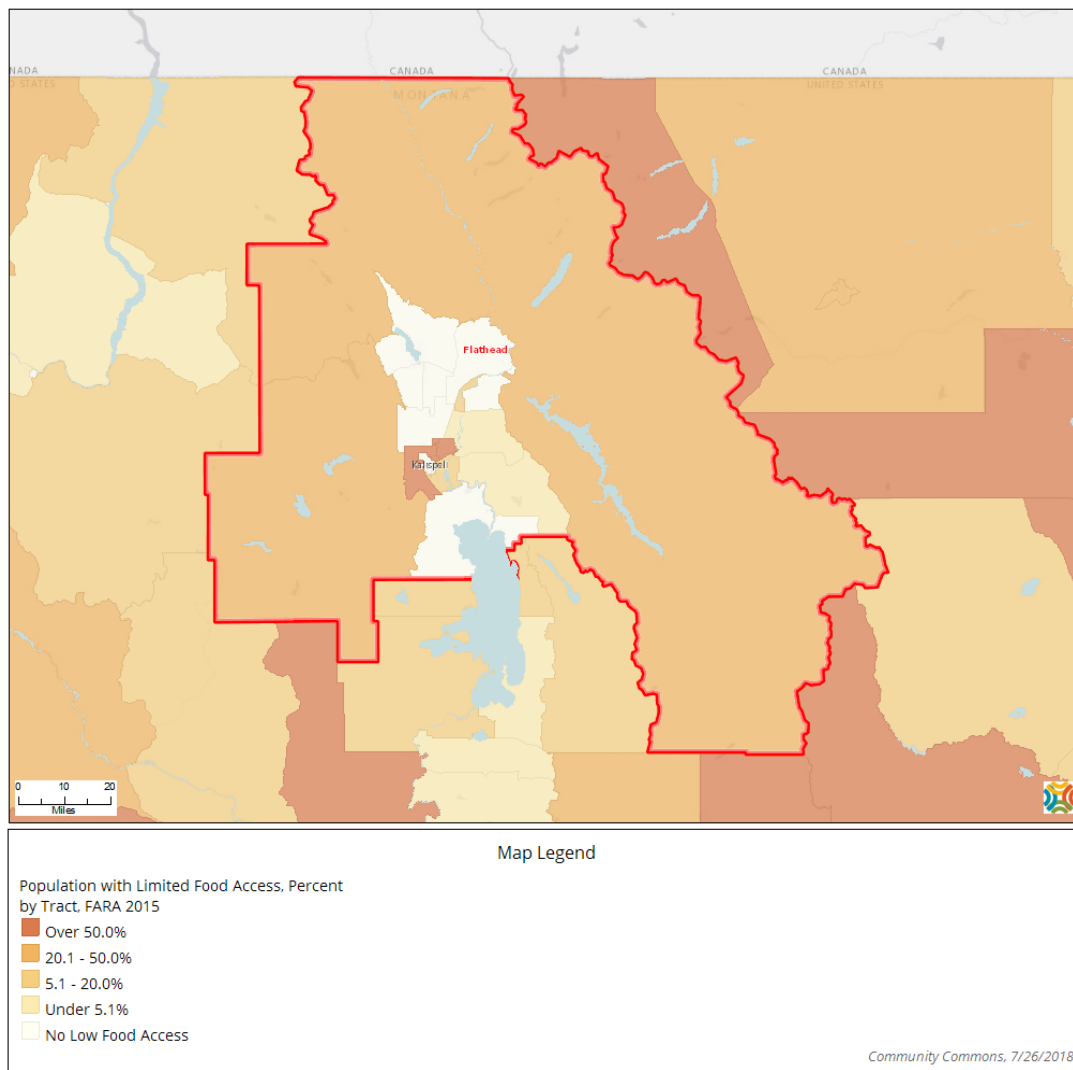 NADA
D STATES
CANADA
MONTANA
CANADA
UNITED STATES
Flathead
Kalispell
0 10 20
Miles
Map Legend
Population with Limited Food Access, Percent
by Tract, FARA 2015
Over 50.0%
20.1 - 50.0%
5.1 - 20.0%
Under 5.1%
No Low Food Access
Community Commons, 7/26/2018